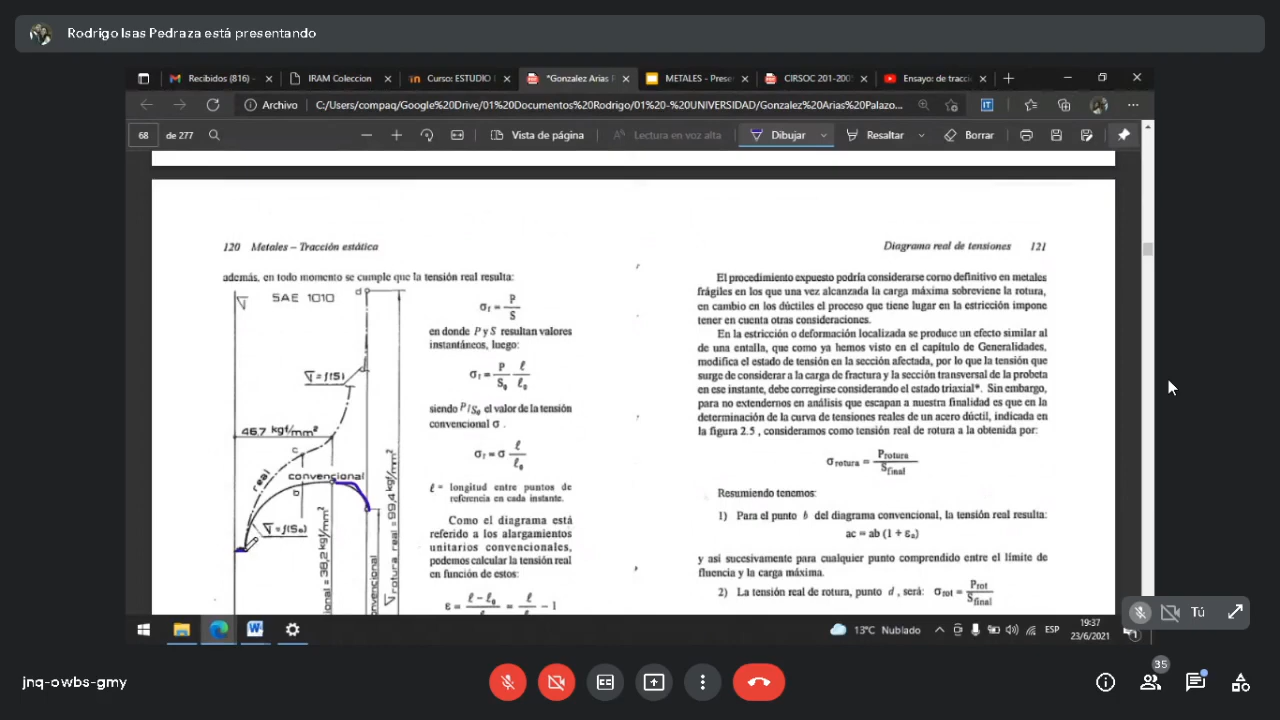 Rodrigo Isas Pedraza está presentando
Recibidos (816) -
IRAM Coleccion
Curso: ESTUDIO
*Gonzalez Arias
METALES - Prese
CIRSOC 201-200
Ensayo: de tracci
Archivo
C:/Users/compaq/Google%20Drive/01%20Documentos%20Rodrigo/01%20-%20UNIVERSIDAD/Gonzalez%20Arias%20Palazo...
68 de 277
Vista de página
Lectura en voz alta
Dibujar
Resaltar
Borrar
120 Metales – Tracción estática
además, en todo momento se cumple que la tensión real resulta:
SAE 1010
d
σr = P/S
en donde P y S resultan valores
instantáneos, luego:
∇=f(S)
σr = P/S₀ ℓ/ℓ₀
siendo P/S₀ el valor de la tensión
convencional σ .
46,7 kgf/mm²
c
real
convencional
σr = σ ℓ/ℓ₀
ℓ = longitud entre puntos de
referencia en cada instante.
∇=f(So)
Como el diagrama está
referido a los alargamientos
unitarios convencionales,
podemos calcular la tensión real
en función de estos:
ional = 38,2 kgf/mm²
nvencional
∇ rotura real = 99,4 kgf/mm²
Diagrama real de tensiones 121
El procedimiento expuesto podría considerarse como definitivo en metales
frágiles en los que una vez alcanzada la carga máxima sobreviene la rotura,
en cambio en los dúctiles el proceso que tiene lugar en la estricción impone
tener en cuenta otras consideraciones.
En la estricción o deformación localizada se produce un efecto similar al
de una entalla, que como ya hemos visto en el capítulo de Generalidades,
modifica el estado de tensión en la sección afectada, por lo que la tensión que
surge de considerar a la carga de fractura y la sección transversal de la probeta
en ese instante, debe corregirse considerando el estado triaxial*. Sin embargo,
para no extendernos en análisis que escapan a nuestra finalidad es que en la
determinación de la curva de tensiones reales de un acero dúctil, indicada en
la figura 2.5 , consideramos como tensión real de rotura a la obtenida por:
σrotura = Protura/Sfinal
Resumiendo tenemos:
1) Para el punto b del diagrama convencional, la tensión real resulta:
ac = ab (1 + ε₀)
y así sucesivamente para cualquier punto comprendido entre el límite de
fluencia y la carga máxima.
2) La tensión real de rotura, punto d , será: σrot = Prot/Sfinal
Tú
13°C Nublado
ESP
19:37
23/6/2021
jnq-owbs-gmy
35